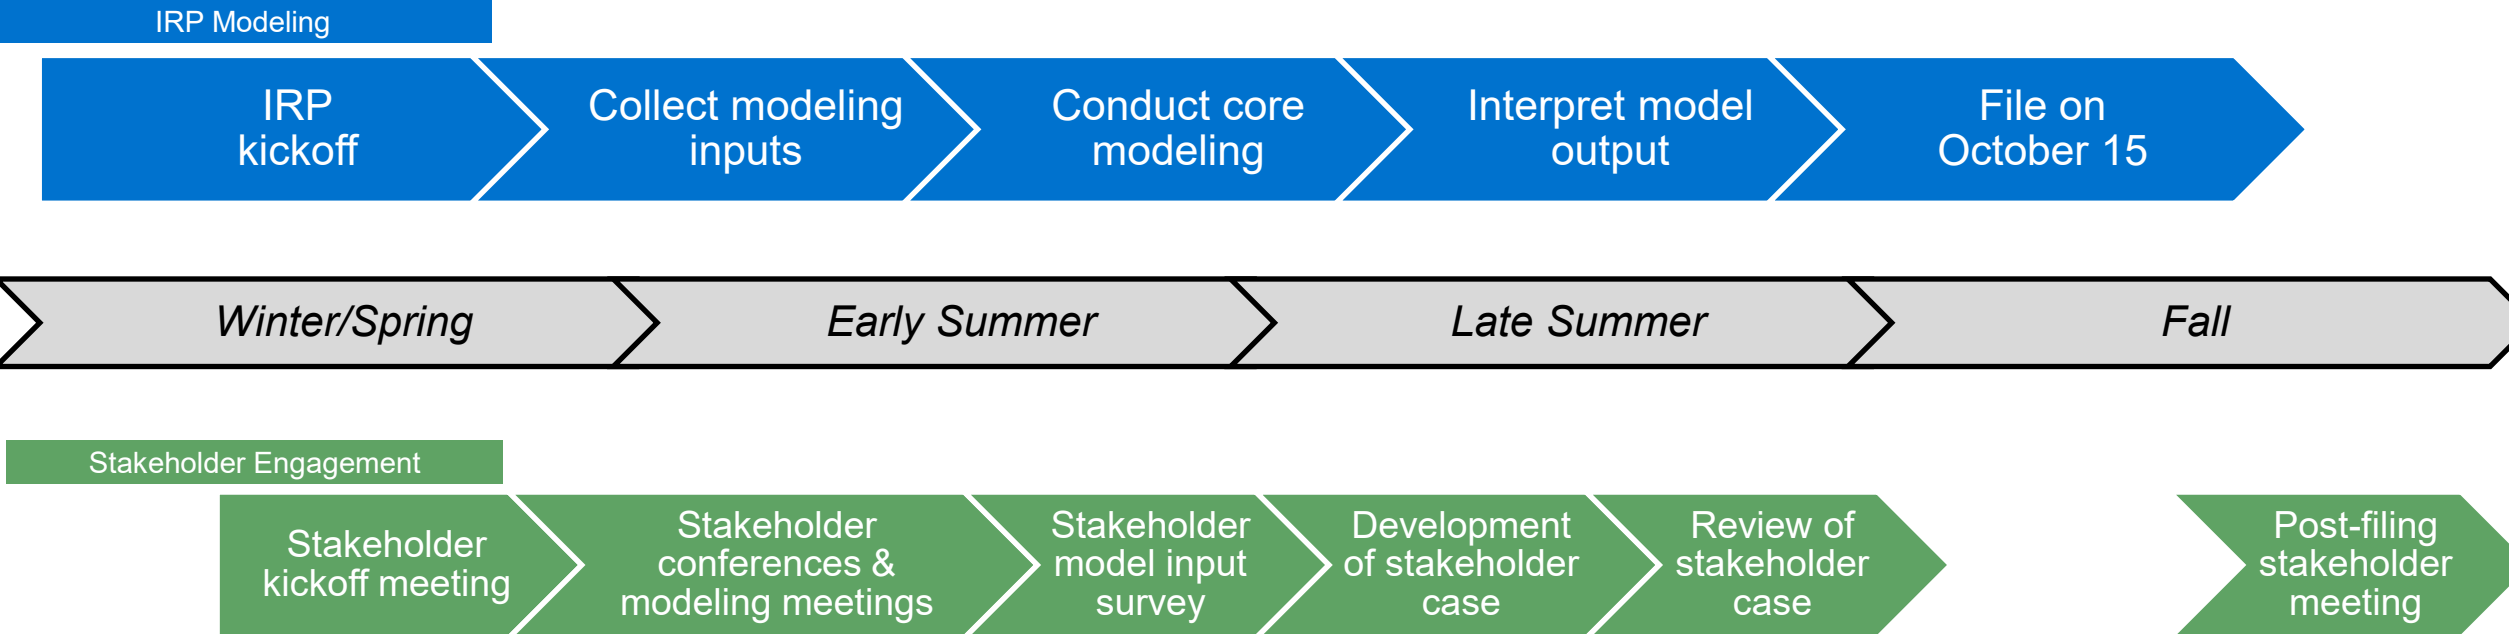 IRP Modeling
IRP
kickoff
Collect modeling
inputs
Conduct core
modeling
Interpret model
output
File on
October 15
Winter/Spring
Early Summer
Late Summer
Fall
Stakeholder Engagement
Stakeholder
kickoff meeting
Stakeholder
conferences &
modeling meetings
Stakeholder
model input
survey
Development
of stakeholder
case
Review of
stakeholder
case
Post-filing
stakeholder
meeting